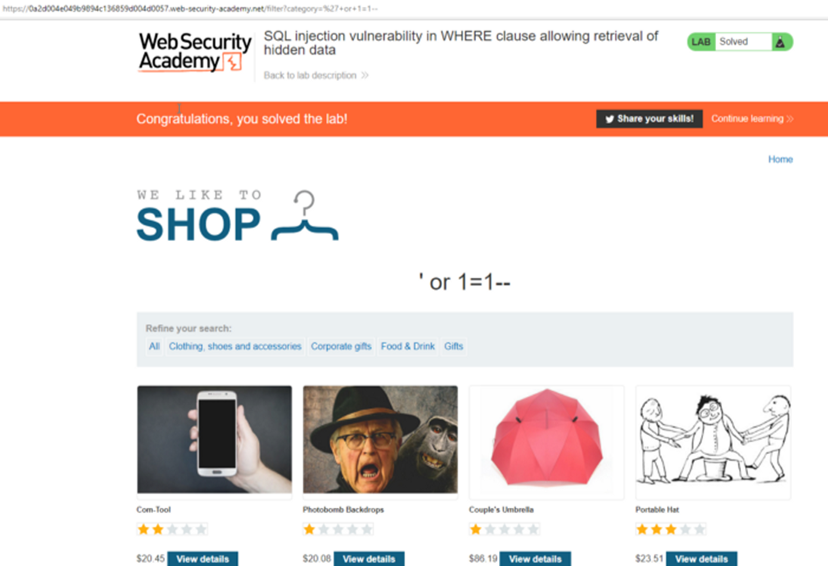 https://0a2d004e049b9894c136859d004d0057.web-security-academy.net/filter?category=%27+or+1=1--
WebSecurity
Academy
SQL injection vulnerability in WHERE clause allowing retrieval of
hidden data
Back to lab description
LAB Solved
Congratulations, you solved the lab!
Share your skills!
Continue learning
Home
WE LIKE TO
SHOP
' or 1=1--
Refine your search:
All Clothing, shoes and accessories Corporate gifts Food & Drink Gifts
Com-Tool Photobomb Backdrops Couple's Umbrella Portable Hat
$20.45 View details $20.08 View details $86.19 View details $23.51 View details